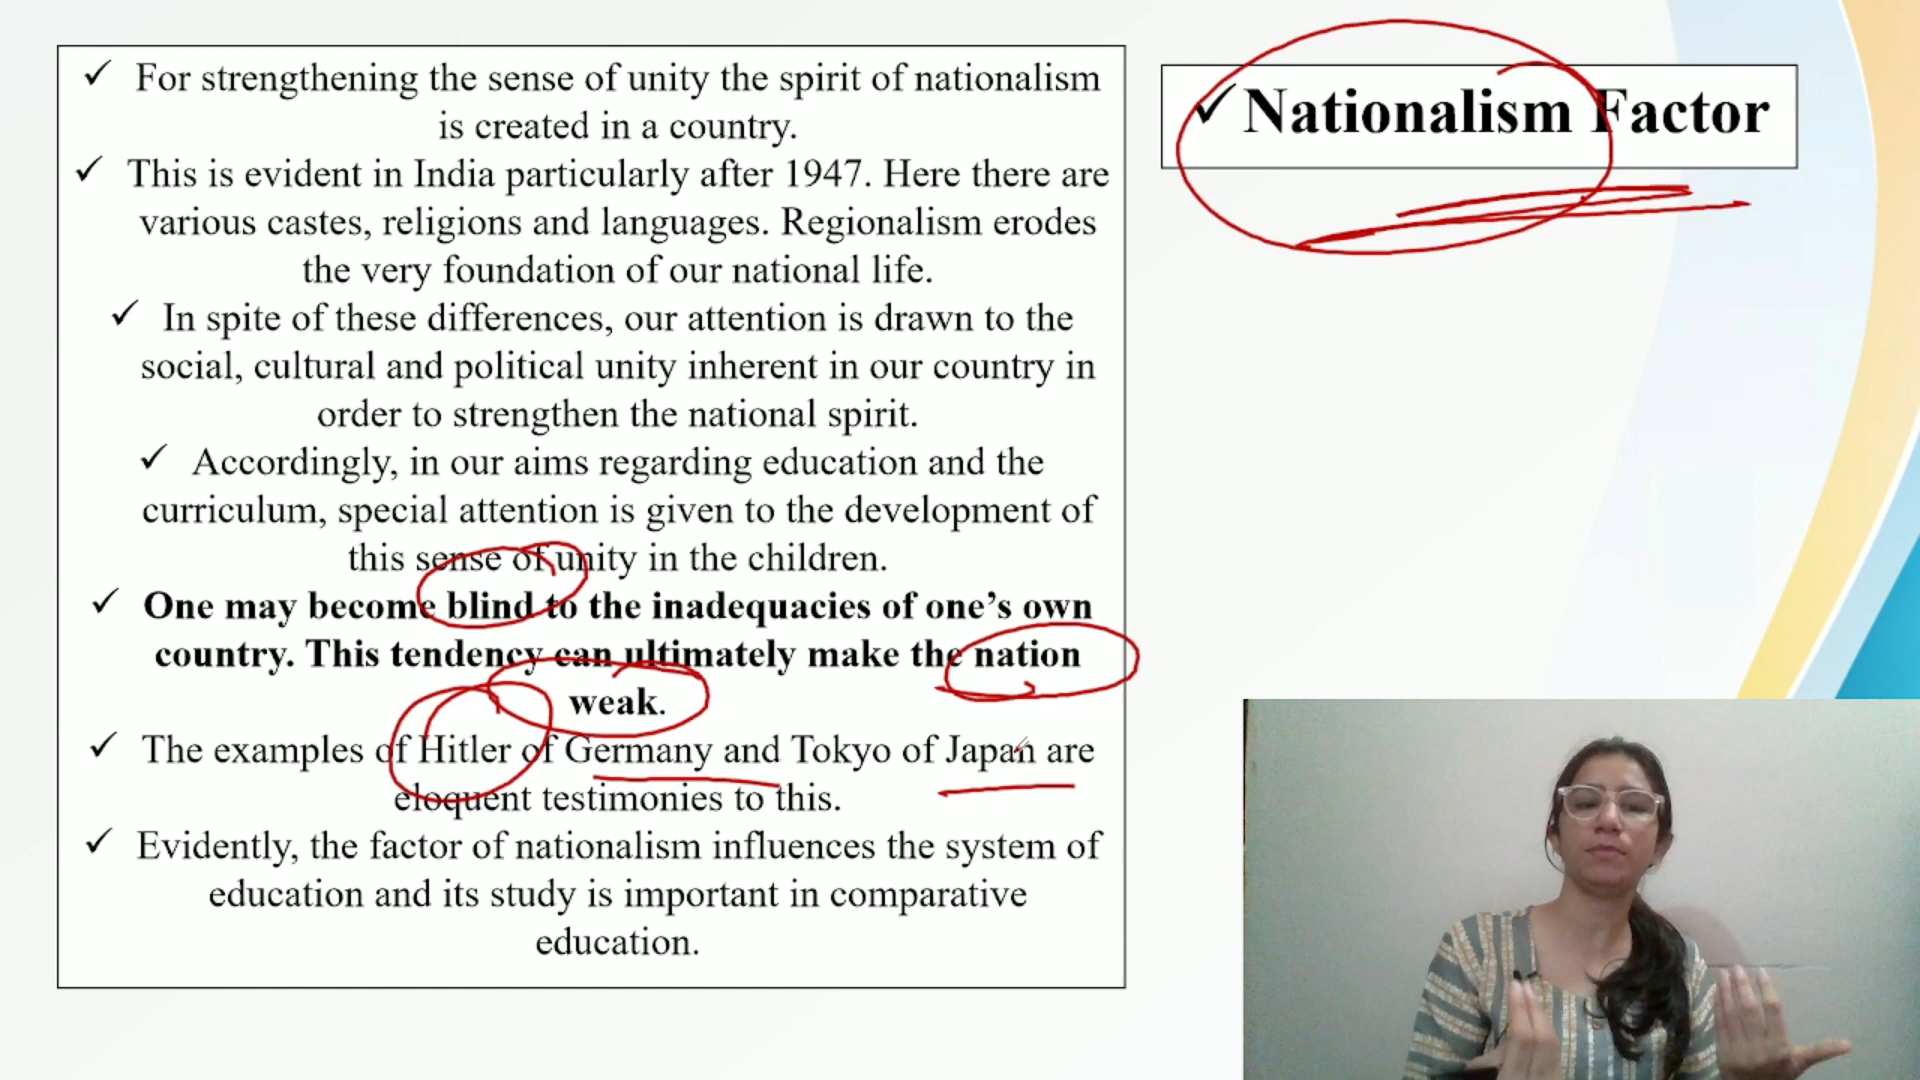 ✓ For strengthening the sense of unity the spirit of nationalism
is created in a country.
✓ This is evident in India particularly after 1947. Here there are
various castes, religions and languages. Regionalism erodes
the very foundation of our national life.
✓ In spite of these differences, our attention is drawn to the
social, cultural and political unity inherent in our country in
order to strengthen the national spirit.
✓ Accordingly, in our aims regarding education and the
curriculum, special attention is given to the development of
this sense of unity in the children.
✓ One may become blind to the inadequacies of one’s own
country. This tendency can ultimately make the nation
weak.
✓ The examples of Hitler of Germany and Tokyo of Japan are
eloquent testimonies to this.
✓ Evidently, the factor of nationalism influences the system of
education and its study is important in comparative
education.
✓Nationalism Factor